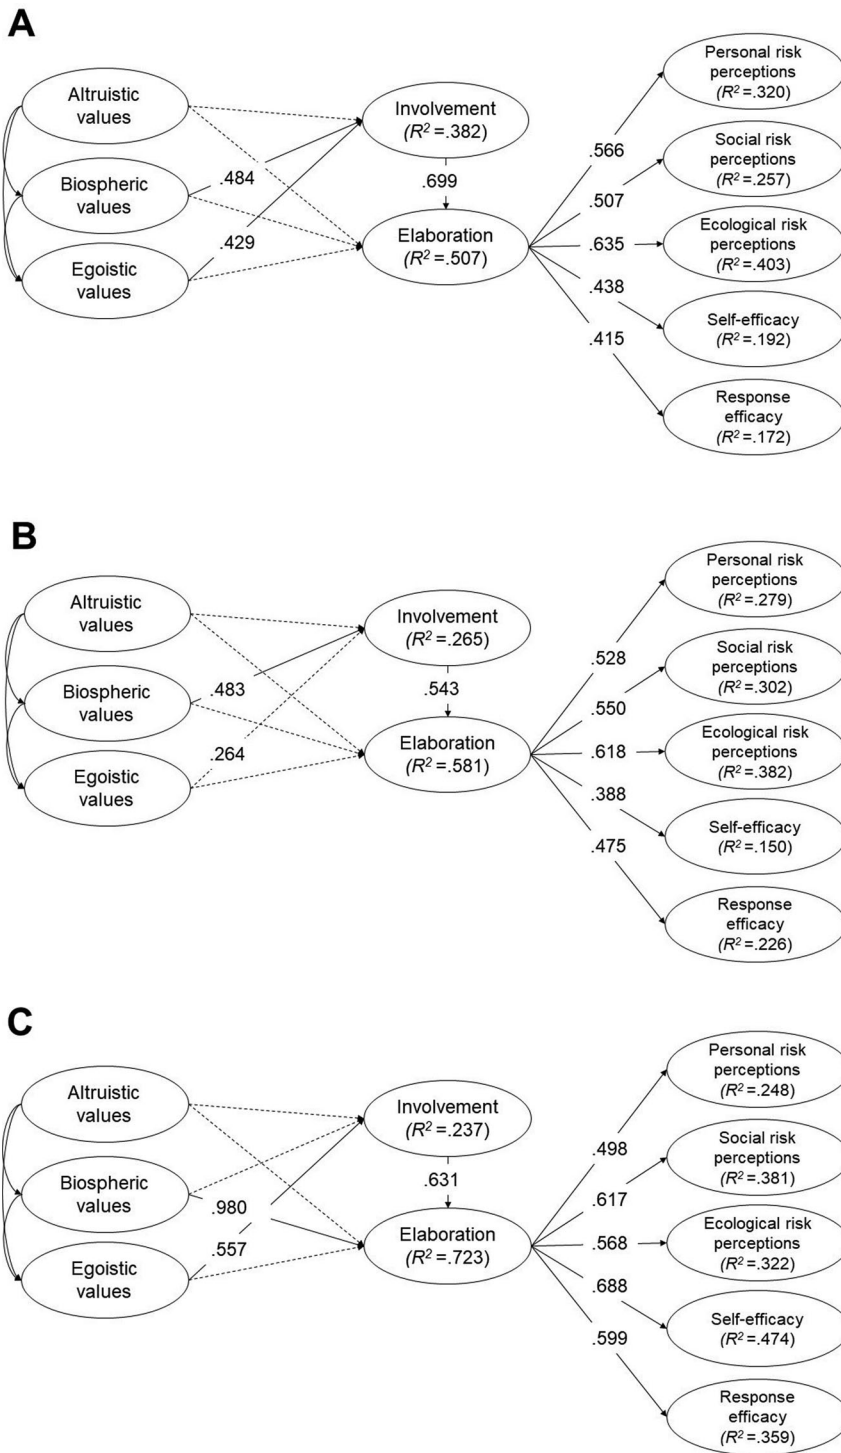 A
Altruistic
values
Biospheric
values
Egoistic
values
.484
.429
Involvement
(R² =.382)
.699
Elaboration
(R² =.507)
.566
.507
.635
.438
.415
Personal risk
perceptions
(R² =.320)
Social risk
perceptions
(R² =.257)
Ecological risk
perceptions
(R² =.403)
Self-efficacy
(R² =.192)
Response
efficacy
(R² =.172)
B
Altruistic
values
Biospheric
values
Egoistic
values
.483
.264
Involvement
(R² =.265)
.543
Elaboration
(R² =.581)
.528
.550
.618
.388
.475
Personal risk
perceptions
(R² =.279)
Social risk
perceptions
(R² =.302)
Ecological risk
perceptions
(R² =.382)
Self-efficacy
(R² =.150)
Response
efficacy
(R² =.226)
C
Altruistic
values
Biospheric
values
Egoistic
values
.980
.557
Involvement
(R² =.237)
.631
Elaboration
(R² =.723)
.498
.617
.568
.688
.599
Personal risk
perceptions
(R² =.248)
Social risk
perceptions
(R² =.381)
Ecological risk
perceptions
(R² =.322)
Self-efficacy
(R² =.474)
Response
efficacy
(R² =.359)